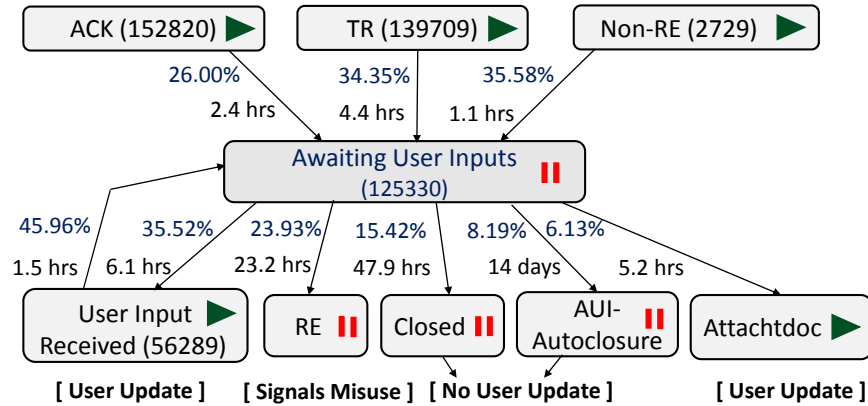 ACK (152820)
TR (139709)
Non-RE (2729)
26.00%
34.35%
35.58%
2.4 hrs
4.4 hrs
1.1 hrs
Awaiting User Inputs
(125330)
45.96%
35.52%
23.93%
15.42%
8.19%
6.13%
1.5 hrs
6.1 hrs
23.2 hrs
47.9 hrs
14 days
5.2 hrs
User Input
Received (56289)
RE
Closed
AUI-
Autoclosure
Attachtdoc
[ User Update ]
[ Signals Misuse ]
[ No User Update ]
[ User Update ]